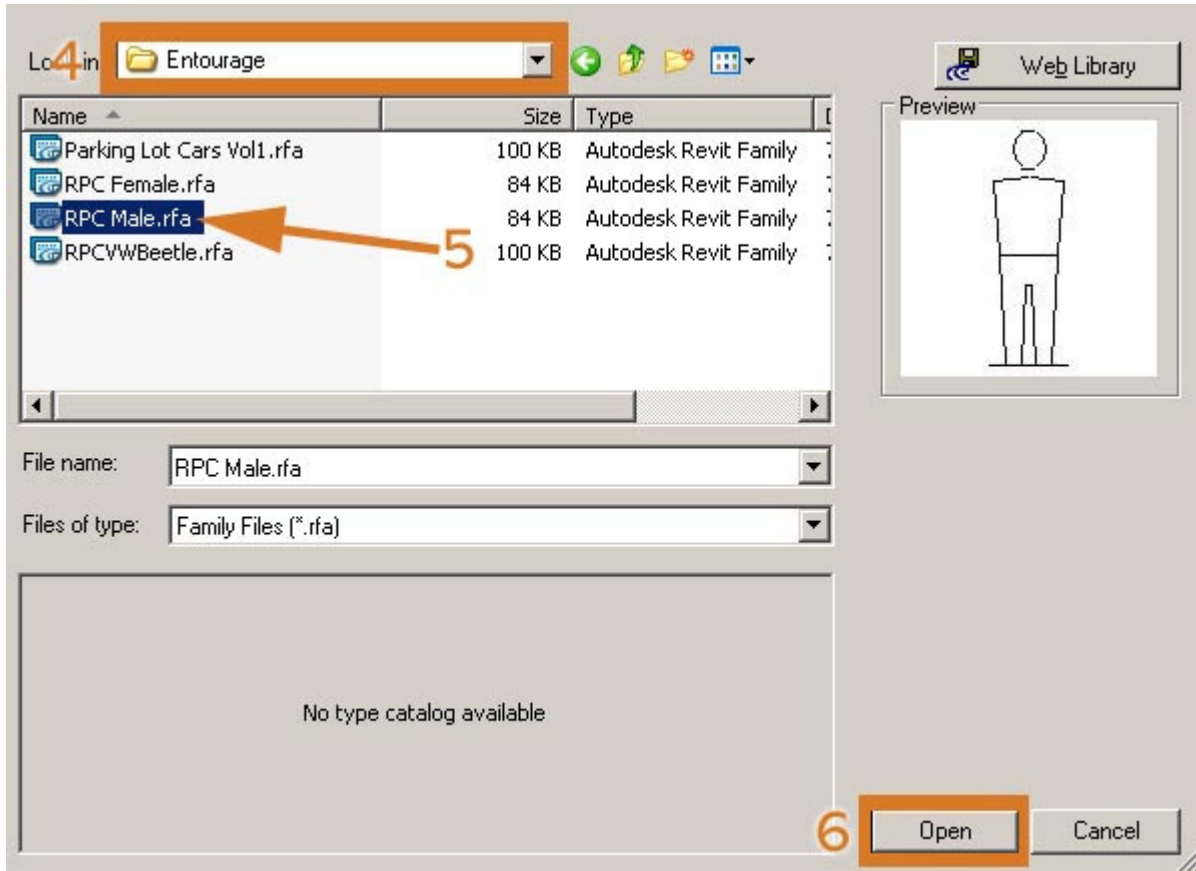 Look in Entourage Web Library
4
Name Size Type Preview
Parking Lot Cars Vol1.rfa 100 KB Autodesk Revit Family
RPC Female.rfa 84 KB Autodesk Revit Family
RPC Male.rfa 84 KB Autodesk Revit Family
5
RPCVWBeetle.rfa 100 KB Autodesk Revit Family
File name: RPC Male.rfa
Files of type: Family Files (*.rfa)
No type catalog available
6 Open Cancel